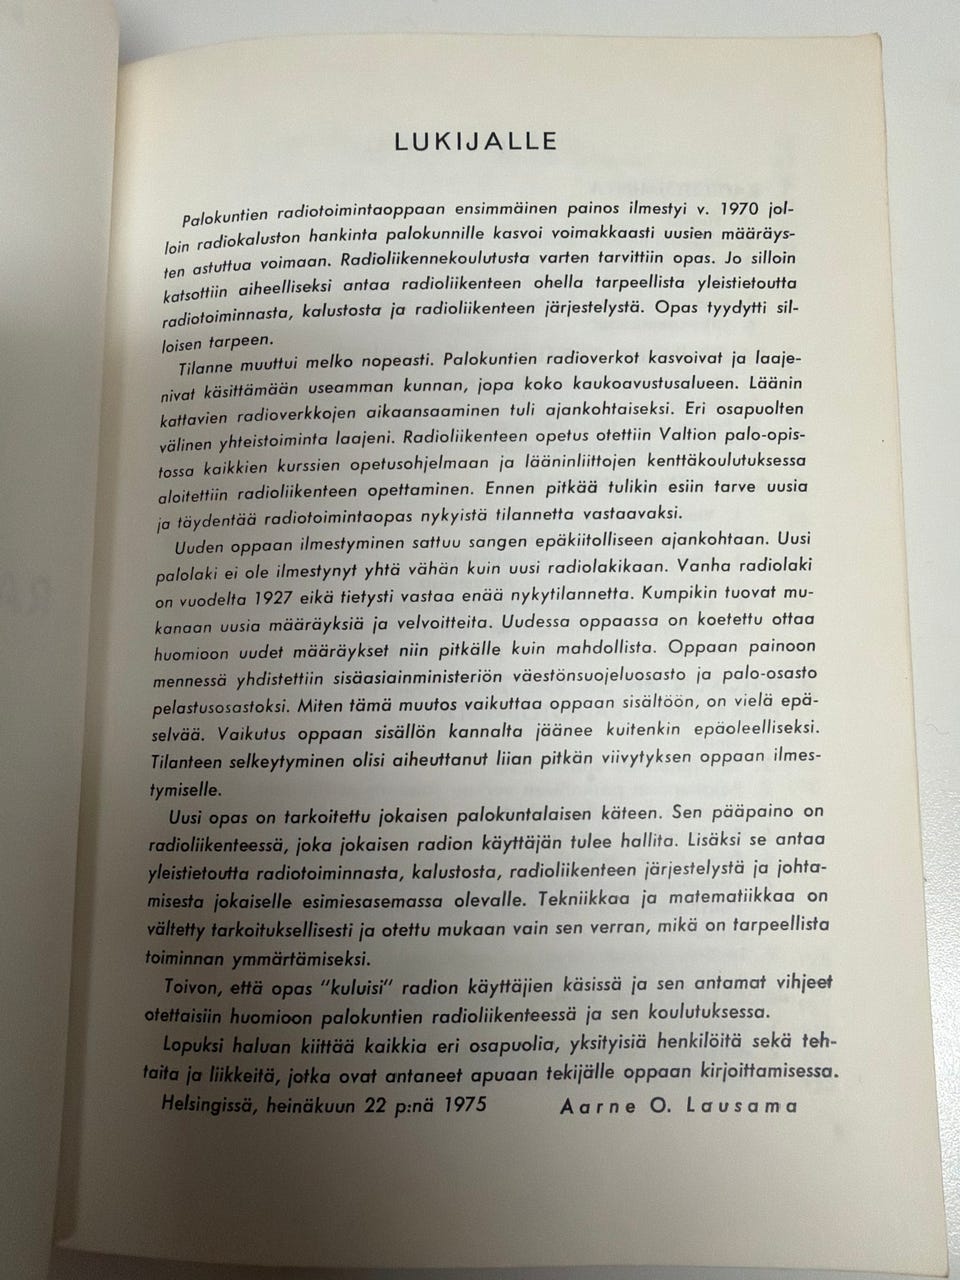 LUKIJALLE
Palokuntien radiotoimintaoppaan ensimmäinen painos ilmestyi v. 1970 jol-
loin radiokaluston hankinta palokunnille kasvoi voimakkaasti uusien määräys-
ten astuttua voimaan. Radioliikennekoulutusta varten tarvittiin opas. Jo silloin
katsottiin aiheelliseksi antaa radioliikenteen ohella tarpeellista yleistietoutta
radiotoiminnasta, kalustosta ja radioliikenteen järjestelystä. Opas tyydytti sil-
loisen tarpeen.
Tilanne muuttui melko nopeasti. Palokuntien radioverkot kasvoivat ja laaje-
nivat käsittämään useamman kunnan, jopa koko kaukoavustusalueen. Läänin
kattavien radioverkkojen aikaansaaminen tuli ajankohtaiseksi. Eri osapuolten
välinen yhteistoiminta laajeni. Radioliikenteen opetus otettiin Valtion palo-opis-
tossa kaikkien kurssien opetusohjelmaan ja lääninliittojen kenttäkoulutuksessa
aloitettiin radioliikenteen opettaminen. Ennen pitkää tulikin esiin tarve uusia
ja täydentää radiotoimintaopas nykyistä tilannetta vastaavaksi.
Uuden oppaan ilmestyminen sattuu sangen epäkiitolliseen ajankohtaan. Uusi
palolaki ei ole ilmestynyt yhtä vähän kuin uusi radiolakikaan. Vanha radiolaki
on vuodelta 1927 eikä tietysti vastaa enää nykytilannetta. Kumpikin tuovat mu-
kanaan uusia määräyksiä ja velvoitteita. Uudessa oppaassa on koetettu ottaa
huomioon uudet määräykset niin pitkälle kuin mahdollista. Oppaan painoon
mennessä yhdistettiin sisäasiainministeriön väestönsuojeluosasto ja palo-osasto
pelastusosastoksi. Miten tämä muutos vaikuttaa oppaan sisältöön, on vielä epä-
selvää. Vaikutus oppaan sisällön kannalta jäänee kuitenkin epäoleelliseksi.
Tilanteen selkeytyminen olisi aiheuttanut liian pitkän viivytyksen oppaan ilmes-
tymiselle.
Uusi opas on tarkoitettu jokaisen palokuntalaisen käteen. Sen pääpaino on
radioliikenteessä, joka jokaisen radion käyttäjän tulee hallita. Lisäksi se antaa
yleistietoutta radiotoiminnasta, kalustosta, radioliikenteen järjestelystä ja johta-
misesta jokaiselle esimiesasemassa olevalle. Tekniikkaa ja matematiikkaa on
vältetty tarkoituksellisesti ja otettu mukaan vain sen verran, mikä on tarpeellista
toiminnan ymmärtämiseksi.
Toivon, että opas "kuluisi" radion käyttäjien käsissä ja sen antamat vihjeet
otettaisiin huomioon palokuntien radioliikenteessä ja sen koulutuksessa.
Lopuksi haluan kiittää kaikkia eri osapuolia, yksityisiä henkilöitä sekä teh-
taita ja liikkeitä, jotka ovat antaneet apuaan tekijälle oppaan kirjoittamisessa.
Helsingissä, heinäkuun 22 p:nä 1975 Aarne O. Lausama